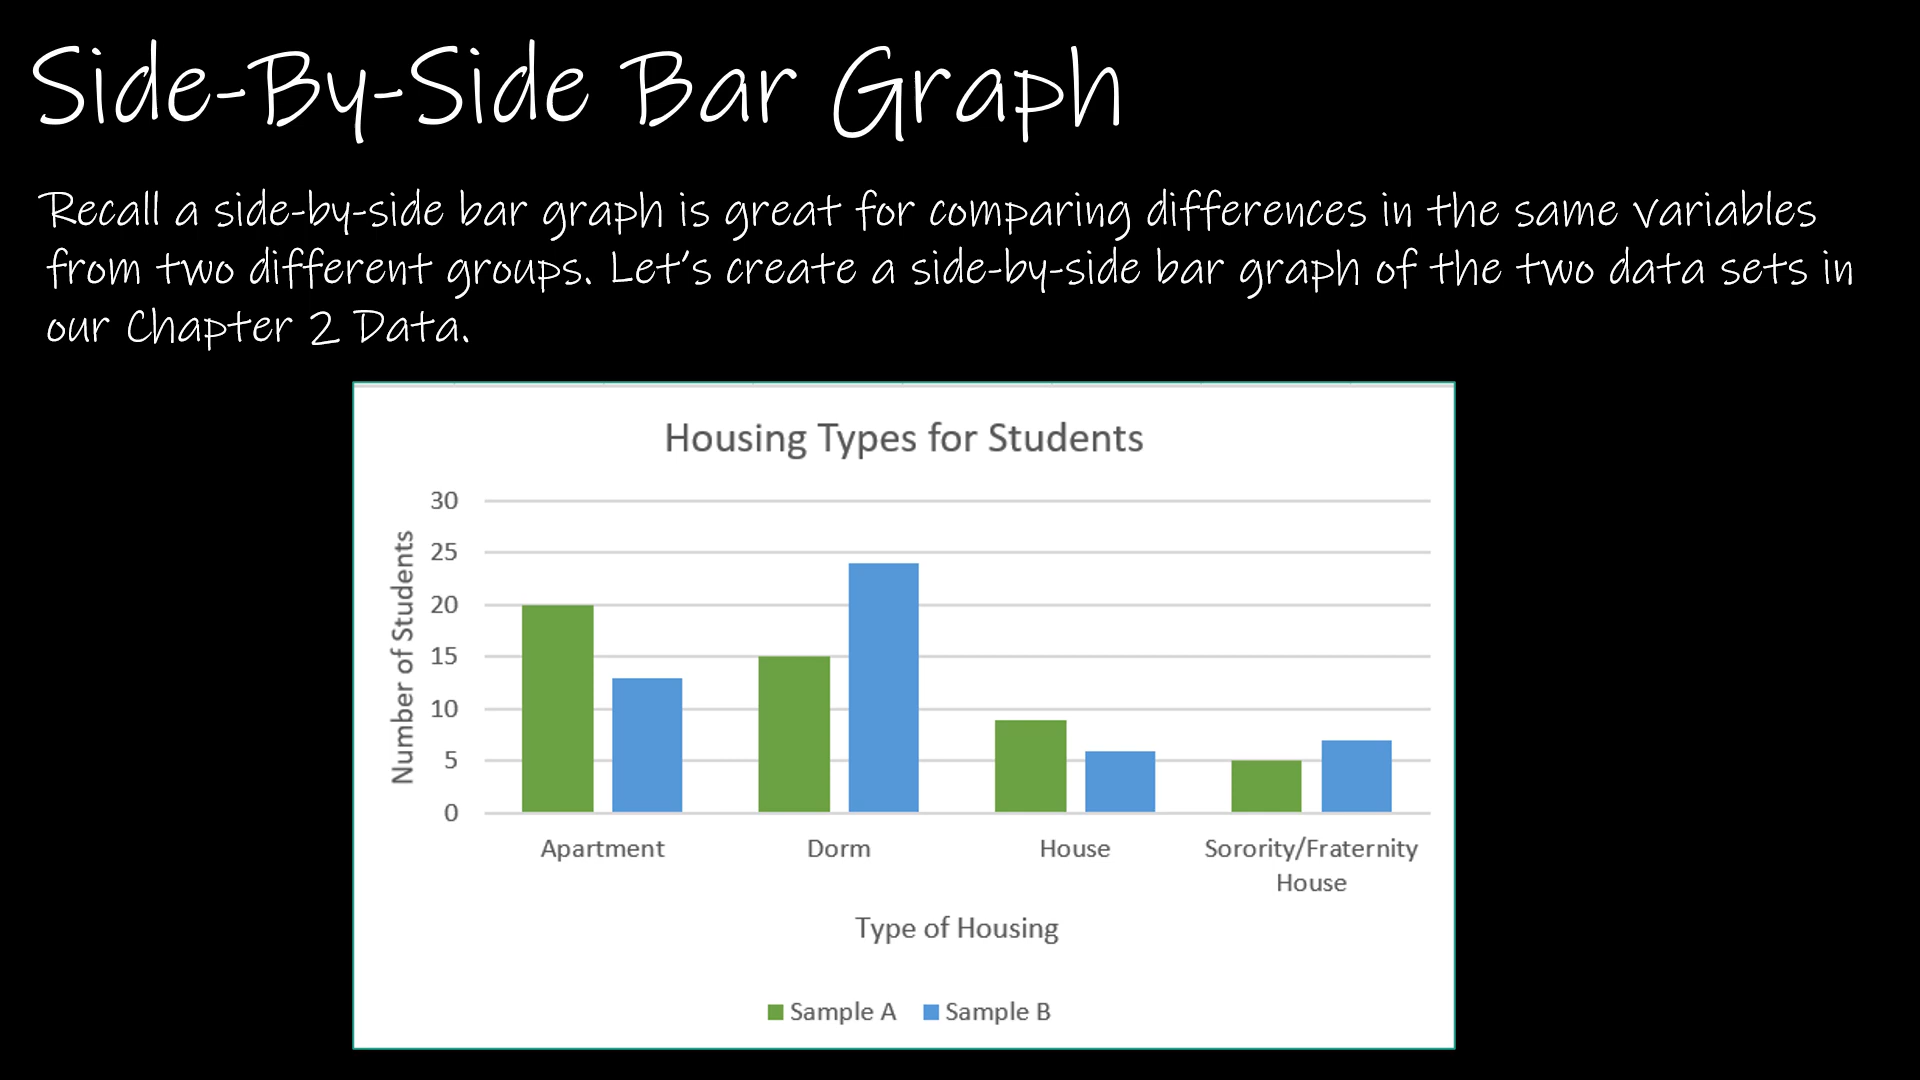 Side-By-Side Bar Graph
Recall a side-by-side bar graph is great for comparing differences in the same variables
from two different groups. Let's create a side-by-side bar graph of the two data sets in
our Chapter 2 Data.
Housing Types for Students
Number of Students
30
25
20
15
10
5
0
Apartment Dorm House Sorority/Fraternity
House
Type of Housing
Sample A Sample B